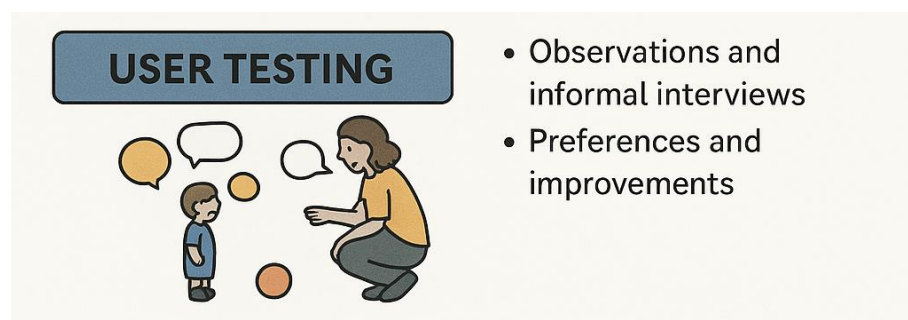 USER TESTING
• Observations and
informal interviews
• Preferences and
improvements